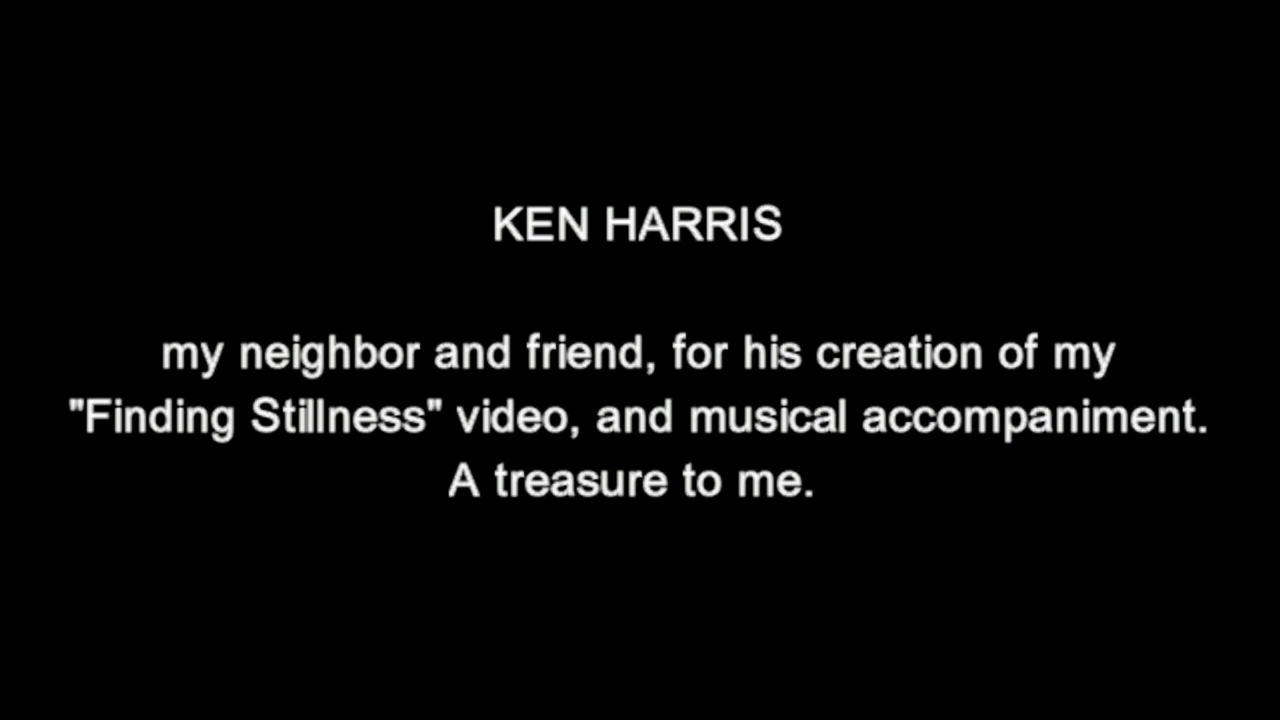 KEN HARRIS
my neighbor and friend, for his creation of my
"Finding Stillness" video, and musical accompaniment.
A treasure to me.